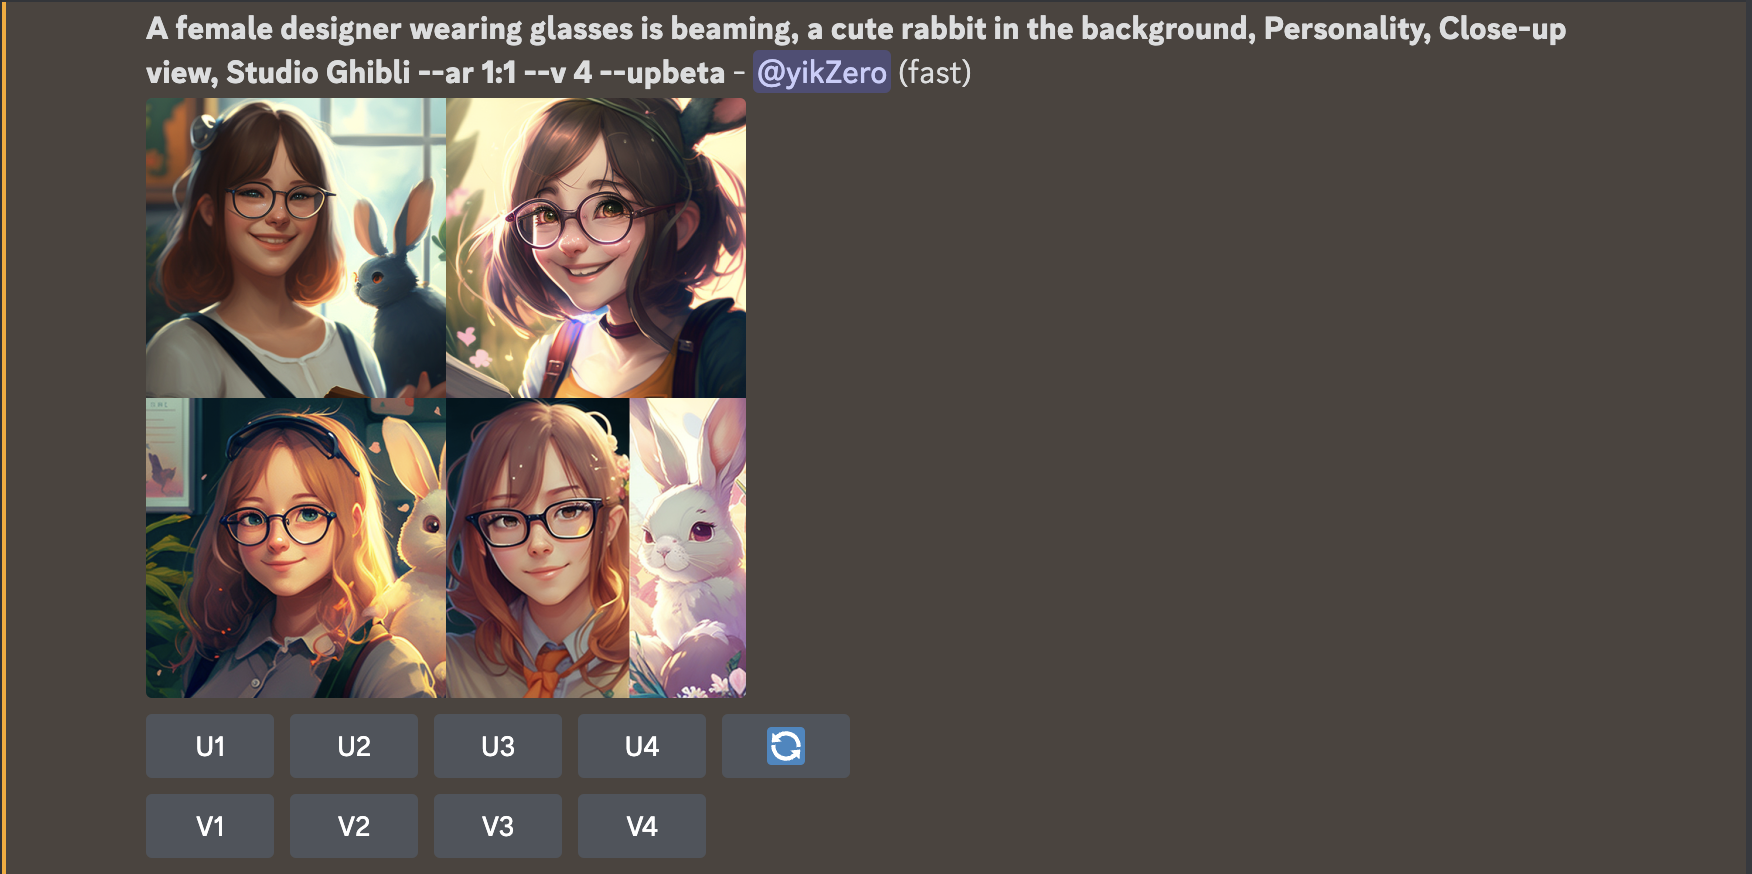 A female designer wearing glasses is beaming, a cute rabbit in the background, Personality, Close-up
view, Studio Ghibli --ar 1:1 --v 4 --upbeta - @yikZero (fast)
U1 U2 U3 U4
V1 V2 V3 V4